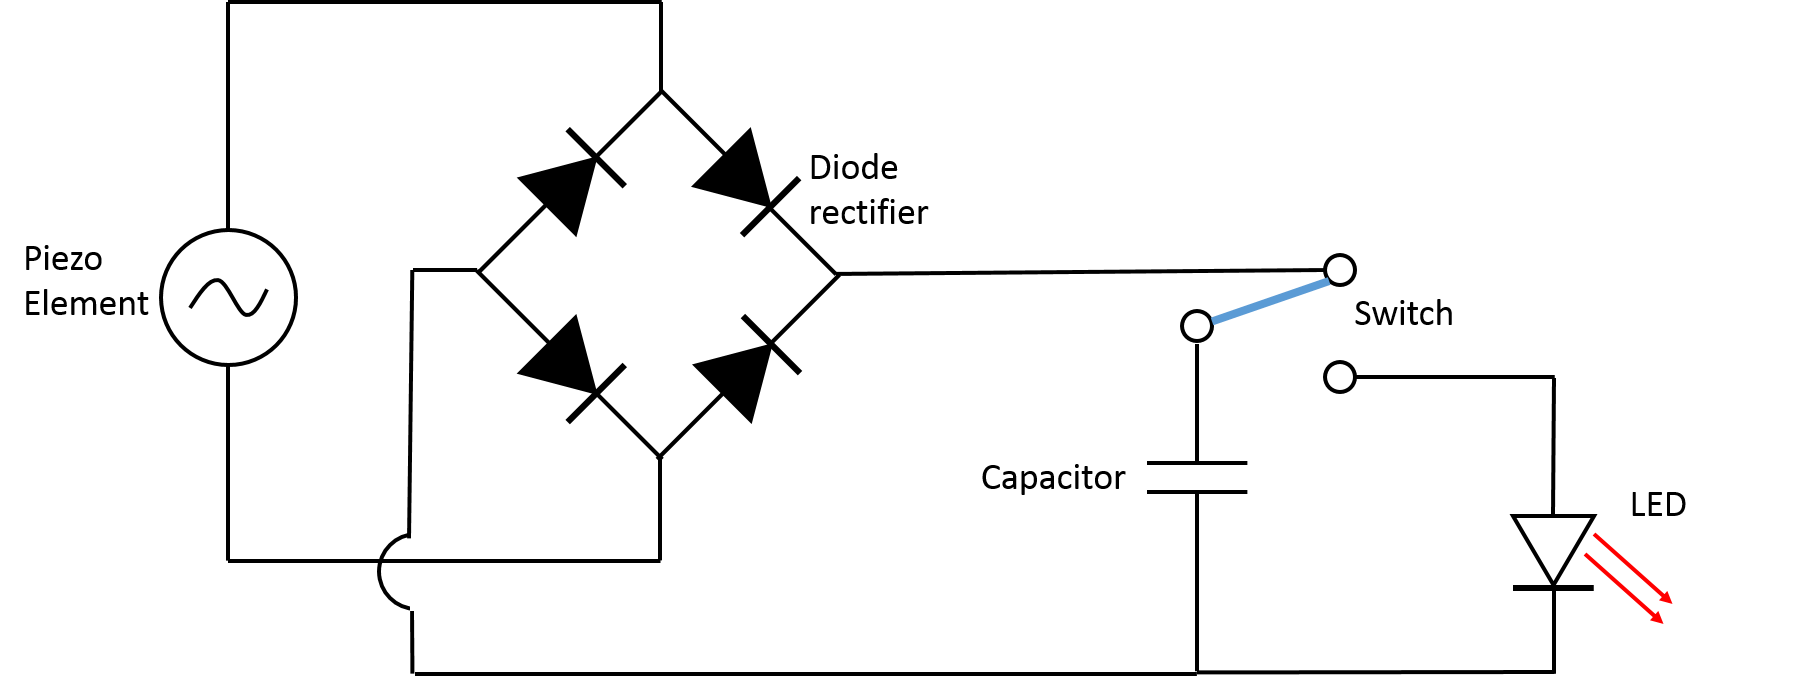 Diode
rectifier
Piezo
Element
Switch
Capacitor
LED